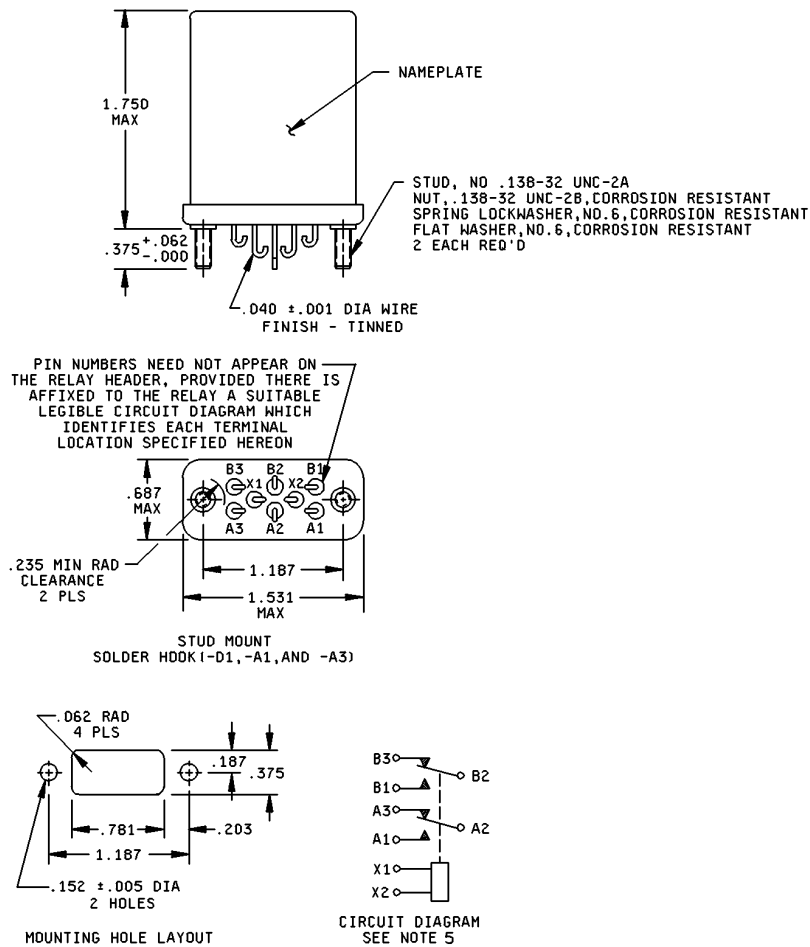 NAMEPLATE
1.750
MAX
STUD, NO .138-32 UNC-2A
NUT,.138-32 UNC-2B,CORROSION RESISTANT
SPRING LOCKWASHER,NO.6,CORROSION RESISTANT
FLAT WASHER,NO.6,CORROSION RESISTANT
2 EACH REQ'D
.375 +.062
-.000
.040 ±.001 DIA WIRE
FINISH - TINNED
PIN NUMBERS NEED NOT APPEAR ON
THE RELAY HEADER, PROVIDED THERE IS
AFFIXED TO THE RELAY A SUITABLE
LEGIBLE CIRCUIT DIAGRAM WHICH
IDENTIFIES EACH TERMINAL
LOCATION SPECIFIED HEREON
B3 B2 B1
X1 X2
.687
MAX
A3 A2 A1
.235 MIN RAD
CLEARANCE
2 PLS
1.187
1.531
MAX
STUD MOUNT
SOLDER HOOK(-D1,-A1,AND -A3)
.062 RAD
4 PLS
.187
.375
.781
.203
1.187
.152 ±.005 DIA
2 HOLES
MOUNTING HOLE LAYOUT
B3
B2
B1
A3
A2
A1
X1
X2
CIRCUIT DIAGRAM
SEE NOTE 5